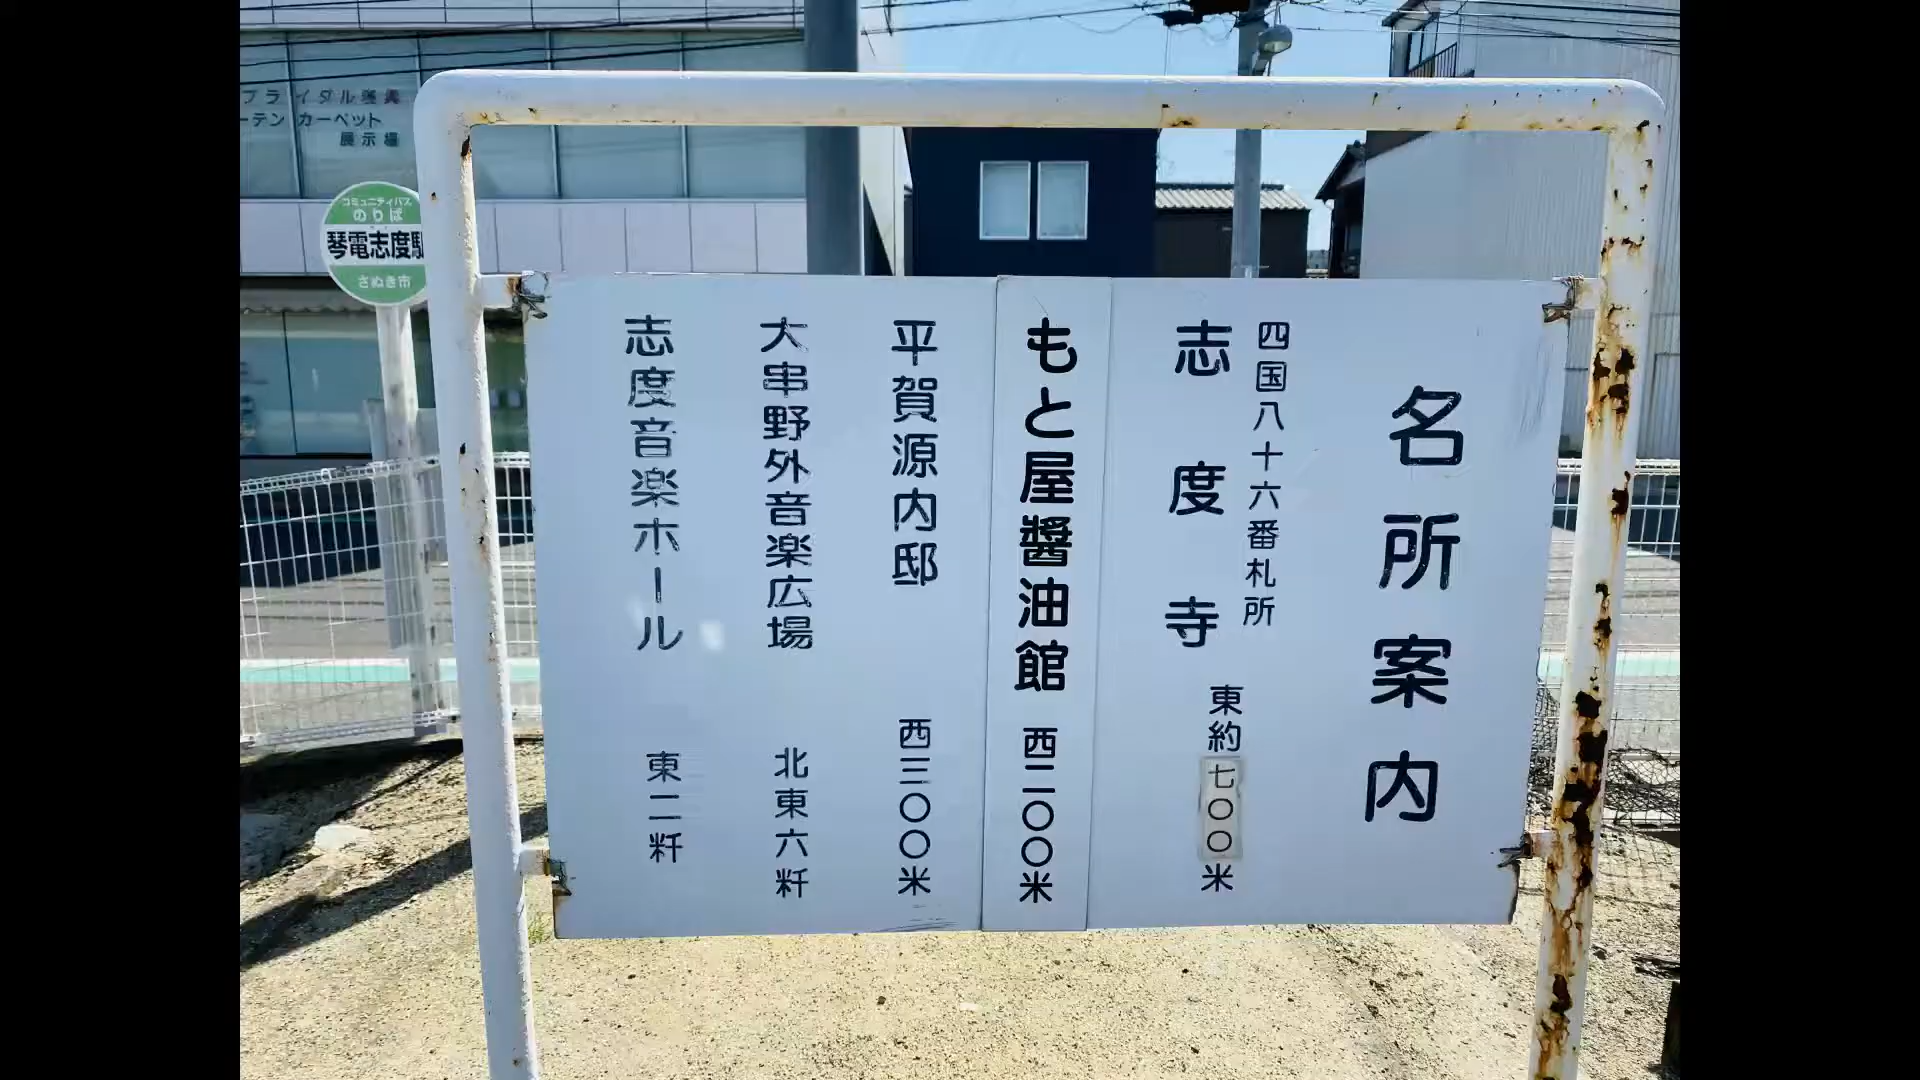 名所案内
四国八十六番札所
志度寺 東約七〇〇米
もと屋醬油館 西二〇〇米
平賀源内邸 西三〇〇米
大串野外音楽広場 北東六粁
志度音楽ホール 東二粁
コミュニティバス
のりば
琴電志度駅
さぬき市
ブライダル
ーテン カーペット
展示場